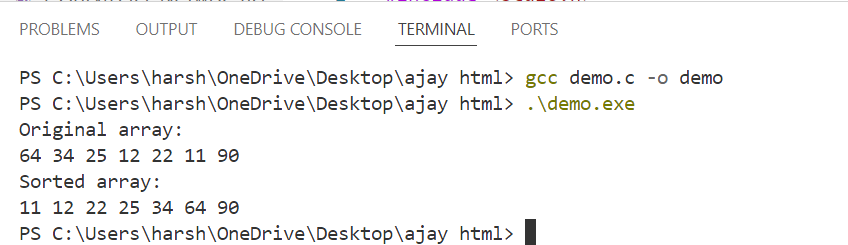 PROBLEMS OUTPUT DEBUG CONSOLE TERMINAL PORTS
PS C:\Users\harsh\OneDrive\Desktop\ajay html> gcc demo.c -o demo
PS C:\Users\harsh\OneDrive\Desktop\ajay html> .\demo.exe
Original array:
64 34 25 12 22 11 90
Sorted array:
11 12 22 25 34 64 90
PS C:\Users\harsh\OneDrive\Desktop\ajay html>